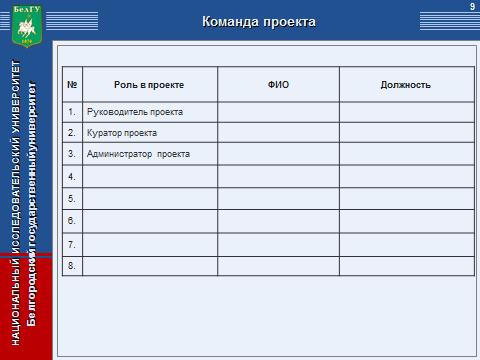 БелГУ
1876
Команда проекта
9
НАЦИОНАЛЬНЫЙ ИССЛЕДОВАТЕЛЬСКИЙ УНИВЕРСИТЕТ
Белгородский государственный университет
№ Роль в проекте ФИО Должность
1. Руководитель проекта
2. Куратор проекта
3. Администратор проекта
4.
5.
6.
7.
8.